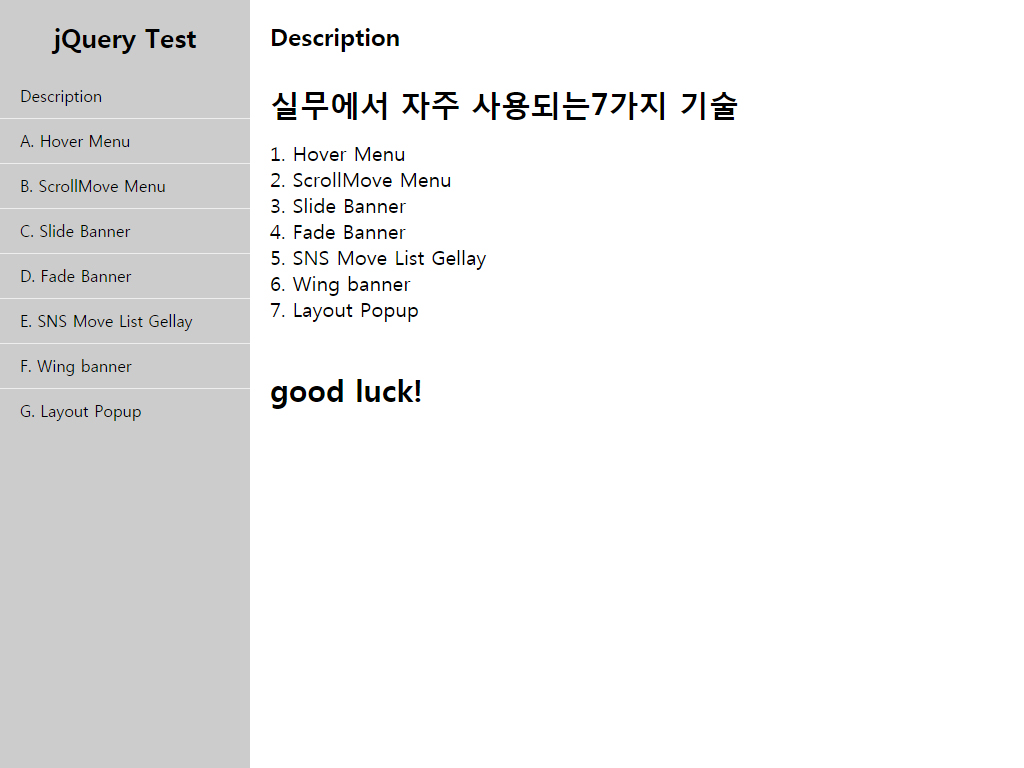 jQuery Test
Description
A. Hover Menu
B. ScrollMove Menu
C. Slide Banner
D. Fade Banner
E. SNS Move List Gellay
F. Wing banner
G. Layout Popup
Description
실무에서 자주 사용되는7가지 기술
1. Hover Menu
2. ScrollMove Menu
3. Slide Banner
4. Fade Banner
5. SNS Move List Gellay
6. Wing banner
7. Layout Popup
good luck!